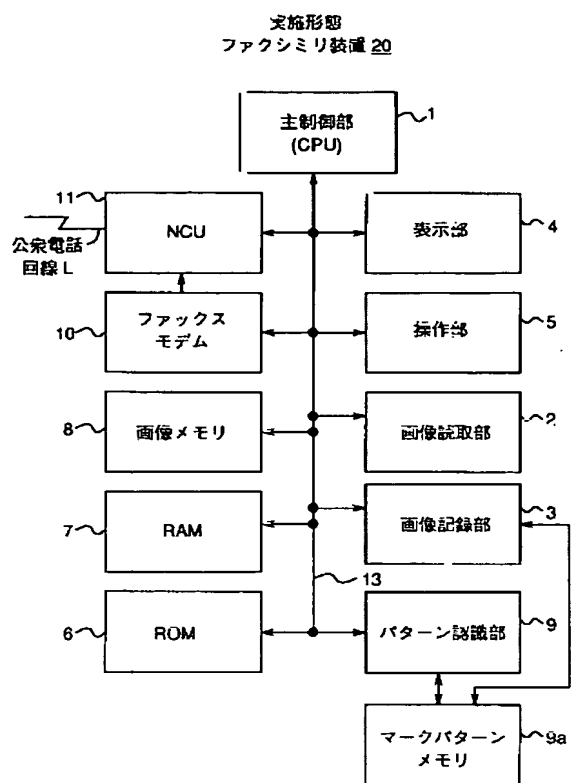 実施形態
ファクシミリ装置 20
主制御部
(CPU)
1
11
NCU
公衆電話
回線 L
表示部
4
10
ファックス
モデム
操作部
5
8
画像メモリ
画像読取部
2
7
RAM
画像記録部
3
13
6
ROM
パターン認識部
9
マークパターン
メモリ
9a